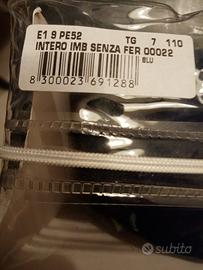 E1 9 PE52 TG 7 110
INTERO IMB SENZA FER 00022
BLU
8 300023 691288
subito